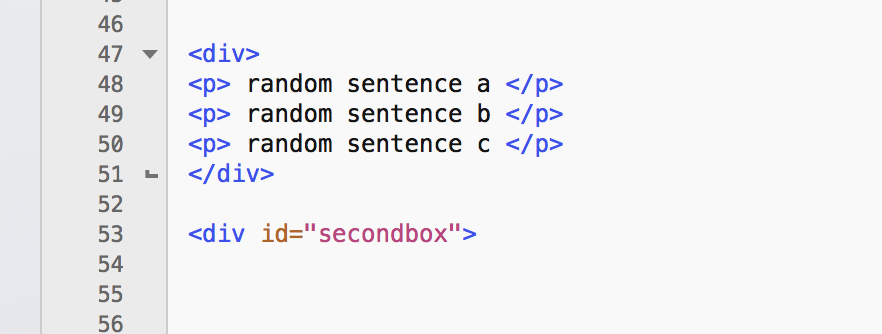 46
47 <div>
48 <p> random sentence a </p>
49 <p> random sentence b </p>
50 <p> random sentence c </p>
51 </div>
52
53 <div id="secondbox">
54
55
56